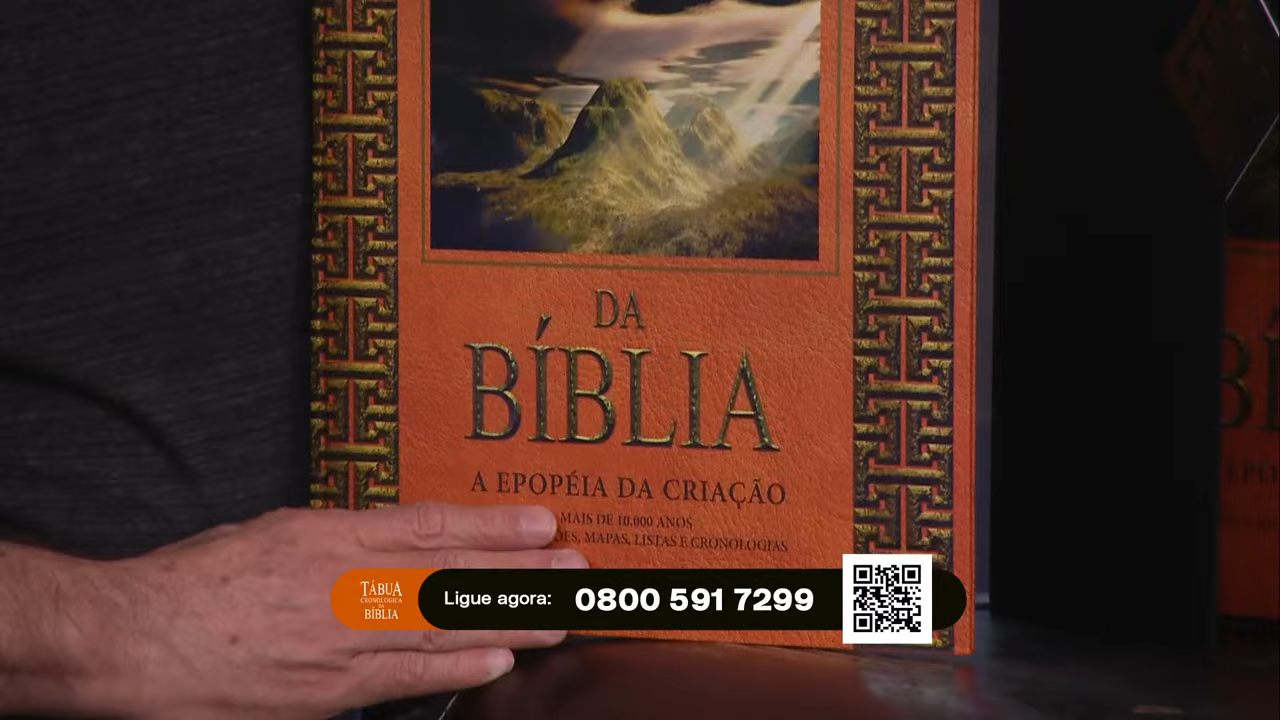 DA
BÍBLIA
A EPOPÉIA DA CRIAÇÃO
MAIS DE 10.000 ANOS
MAPAS, LISTAS E CRONOLOGIAS
TÁBUA
CRONOLÓGICA
DA
BÍBLIA
Ligue agora: 0800 591 7299